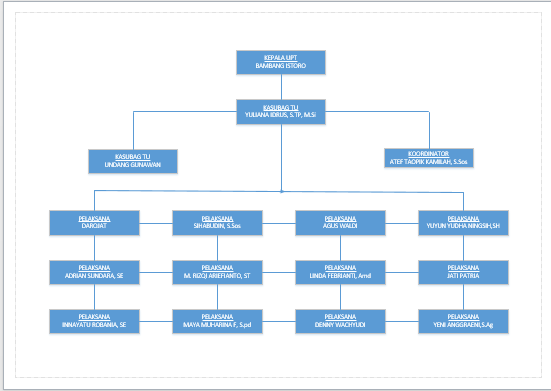 KEPALA UPT
BAMBANG ISTORO
KASUBAG TU
YULIANA IDRUS, S.TP, M.Si
KASUBAG TU
UNDANG GUNAWAN
KOORDINATOR
ATEF TAOPIK KAMILAH, S.Sos
PELAKSANA
DAROJAT
PELAKSANA
SIHABUDIN, S.Sos
PELAKSANA
AGUS WALDI
PELAKSANA
YUYUN YUDHA NINGSIH,SH
PELAKSANA
ADRIAN SUNDARA, SE
PELAKSANA
M. RIZQI ARIEFIANTO, ST
PELAKSANA
LINDA FEBRIANTI, Amd
PELAKSANA
JATI PATRIA
PELAKSANA
INNAYATU ROBANIA, SE
PELAKSANA
MAYA MUHARINA F, S.pd
PELAKSANA
DENNY WACHYUDI
PELAKSANA
YENI ANGGRAENI,S.Ag